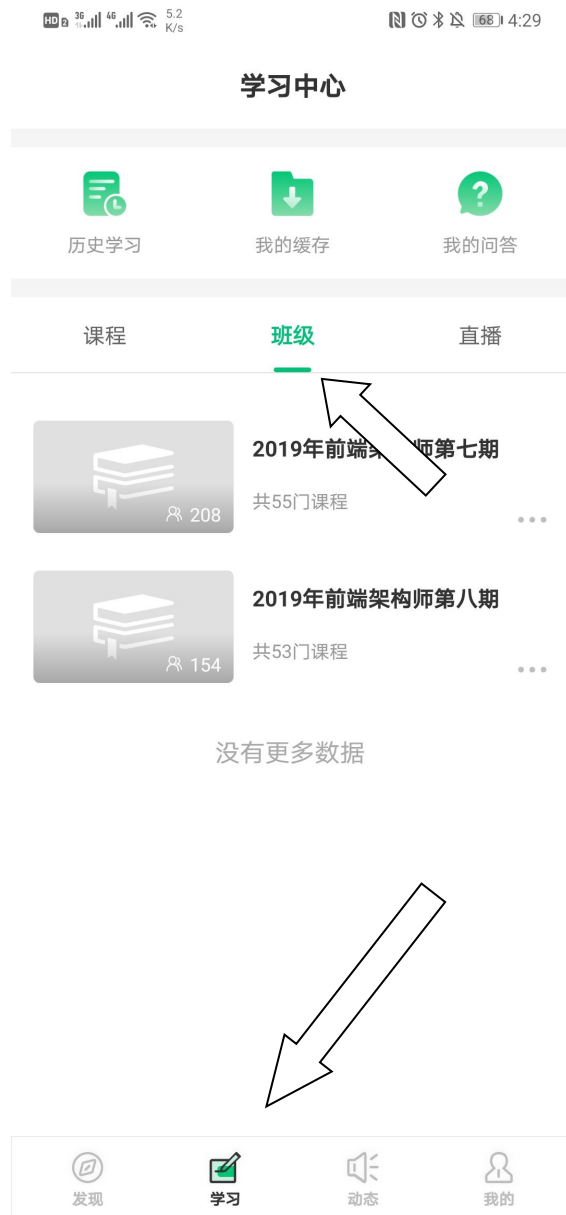 HD 2 3G 4G 5.2 K/s 68 4:29
学习中心
历史学习 我的缓存 我的问答
课程 班级 直播
2019年前端 师第七期
共55门课程
208
2019年前端架构师第八期
共53门课程
154
没有更多数据
发现 学习 动态 我的